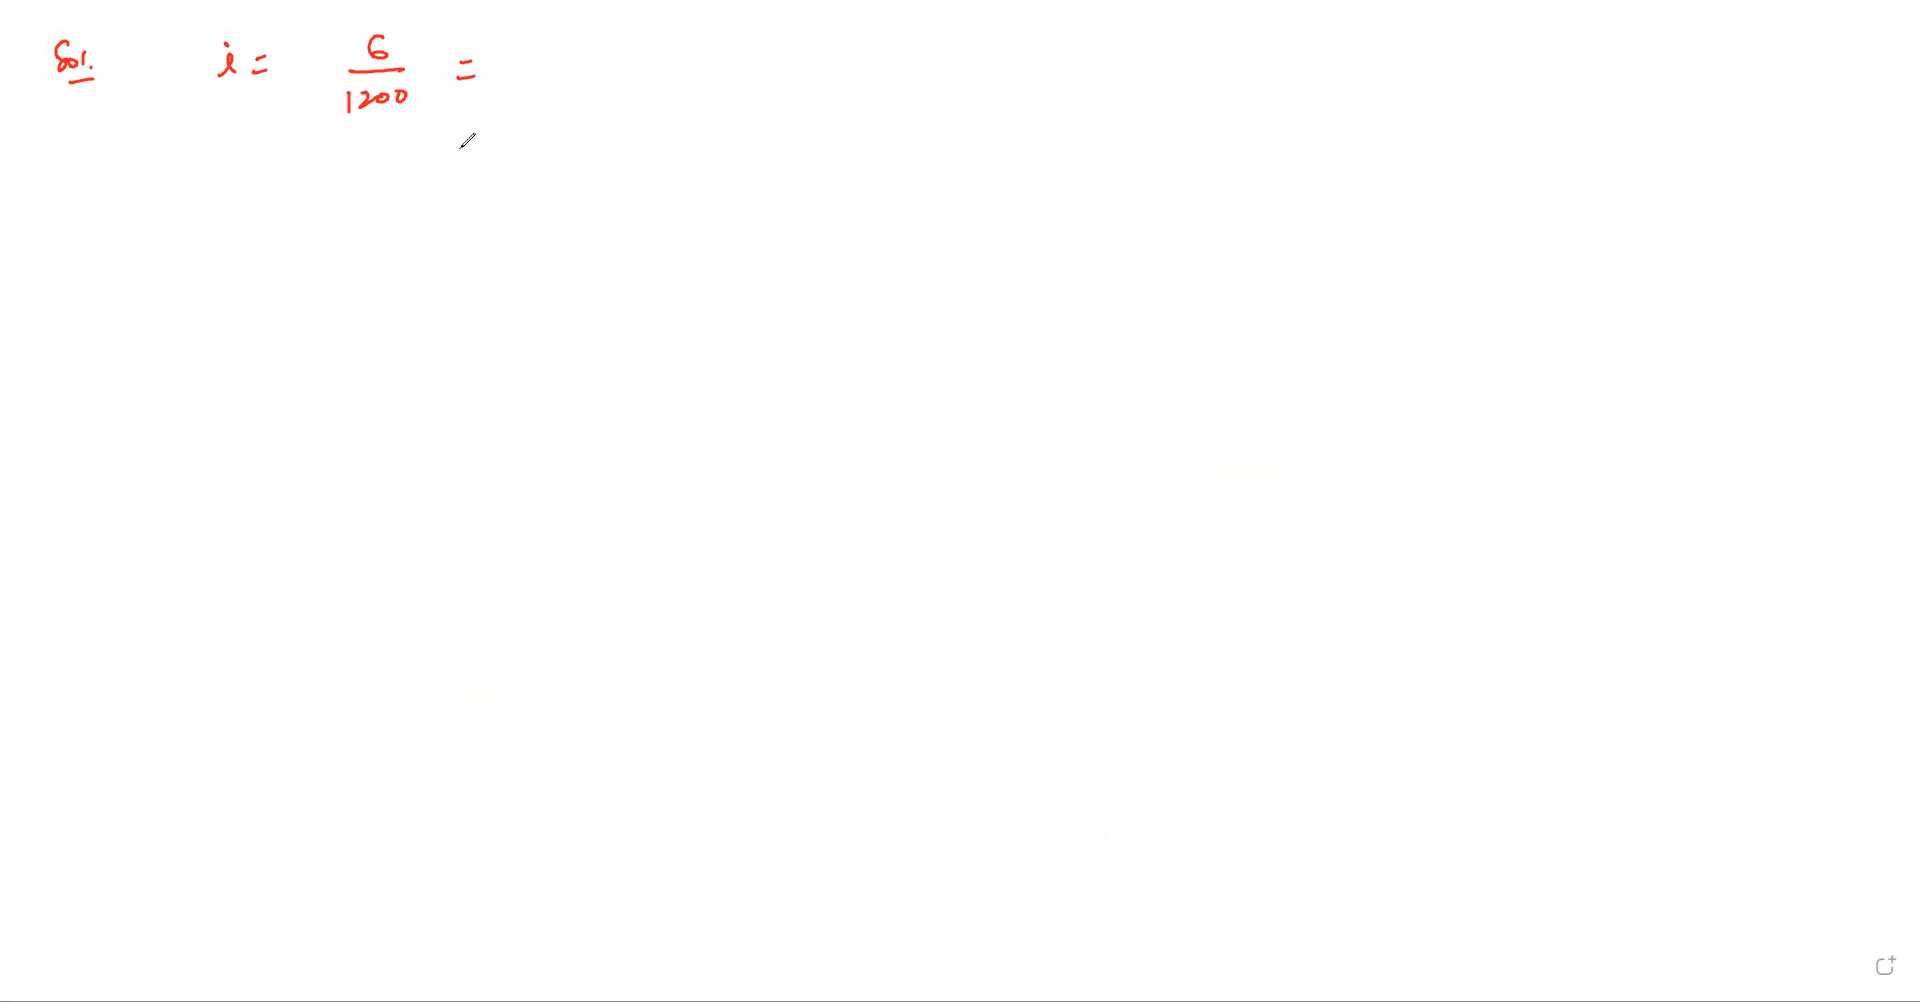 Sol. i = 6/1200 =